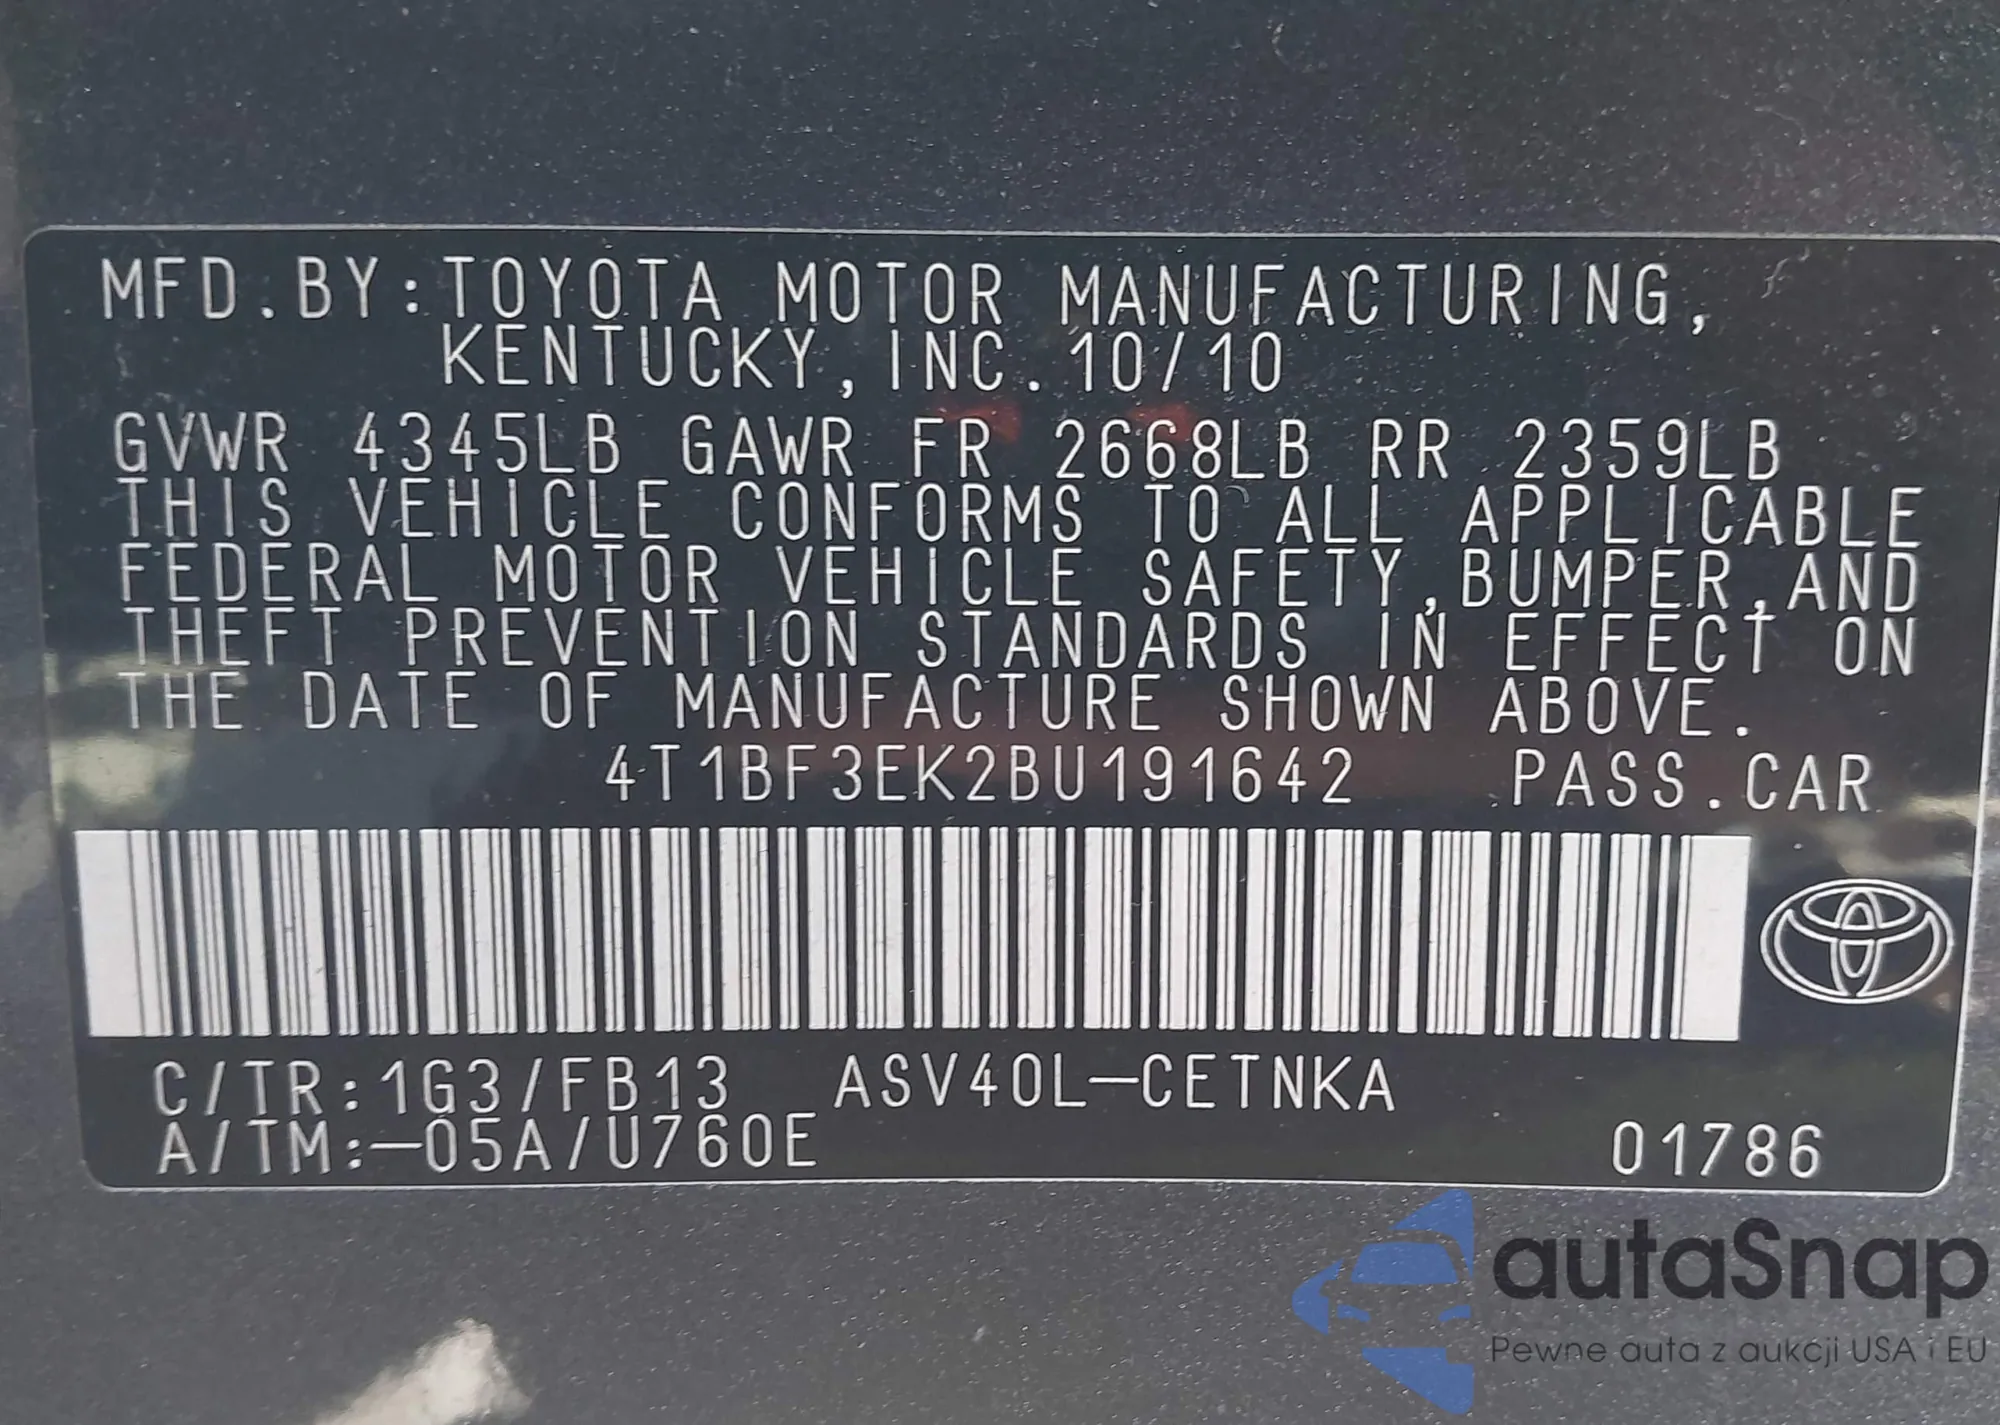 MFD.BY:TOYOTA MOTOR MANUFACTURING,
KENTUCKY,INC.10/10
GVWR 4345LB GAWR FR 2668LB RR 2359LB
THIS VEHICLE CONFORMS TO ALL APPLICABLE
FEDERAL MOTOR VEHICLE SAFETY,BUMPER,AND
THEFT PREVENTION STANDARDS IN EFFECT ON
THE DATE OF MANUFACTURE SHOWN ABOVE.
4T1BF3EK2BU191642 PASS.CAR
C/TR:1G3/FB13 ASV40L-CETNKA
A/TM:-05A/U760E 01786
autaSnap
Pewne auta z aukcji USA i EU